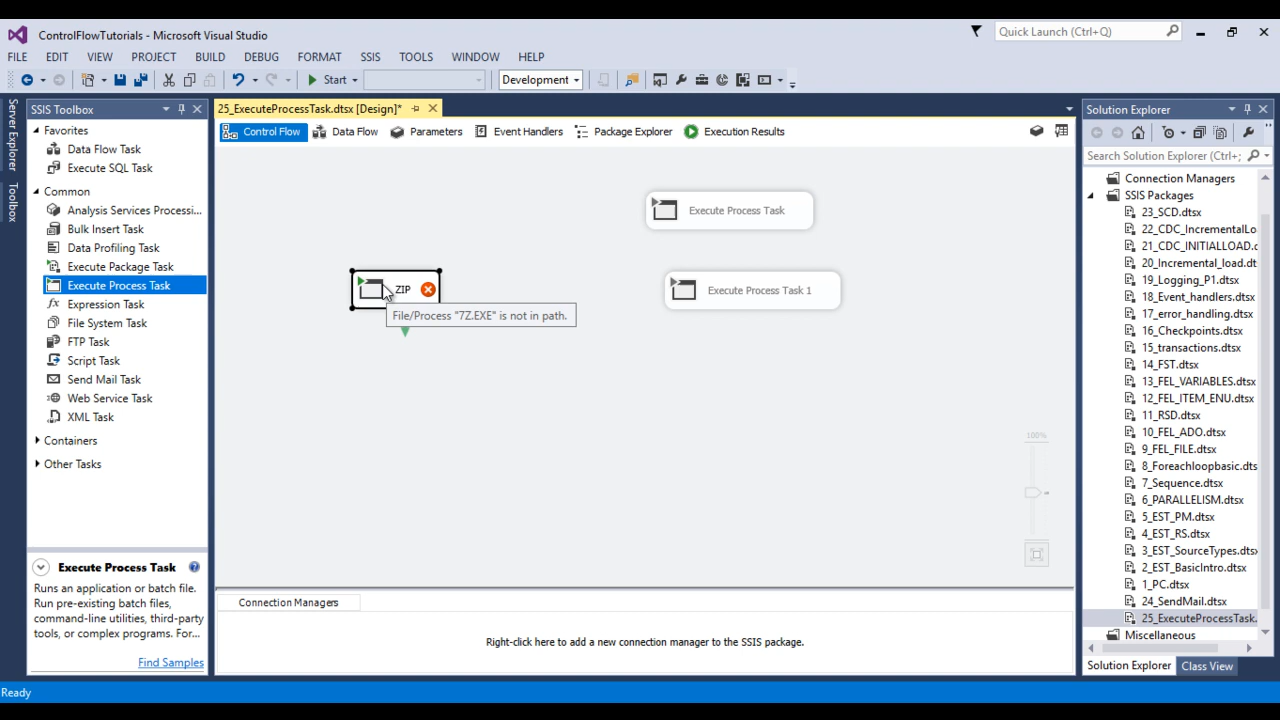 ControlFlowTutorials - Microsoft Visual Studio
Quick Launch (Ctrl+Q)
FILE EDIT VIEW PROJECT BUILD DEBUG FORMAT SSIS TOOLS WINDOW HELP
Start
Development
Server Explorer
Toolbox
SSIS Toolbox
Favorites
Data Flow Task
Execute SQL Task
Common
Analysis Services Processi...
Bulk Insert Task
Data Profiling Task
Execute Package Task
Execute Process Task
Expression Task
File System Task
FTP Task
Script Task
Send Mail Task
Web Service Task
XML Task
Containers
Other Tasks
Execute Process Task
Runs an application or batch file.
Run pre-existing batch files,
command-line utilities, third-party
tools, or complex programs. For...
Find Samples
25_ExecuteProcessTask.dtsx [Design]*
Control Flow Data Flow Parameters Event Handlers Package Explorer Execution Results
Execute Process Task
ZIP
Execute Process Task 1
File/Process "7Z.EXE" is not in path.
100%
Connection Managers
Right-click here to add a new connection manager to the SSIS package.
Solution Explorer
Search Solution Explorer (Ctrl+;
Connection Managers
SSIS Packages
23_SCD.dtsx
22_CDC_IncrementalLo
21_CDC_INITIALLOAD.c
20_Incremental_load.dt
19_Logging_P1.dtsx
18_Event_handlers.dtsx
17_error_handling.dtsx
16_Checkpoints.dtsx
15_transactions.dtsx
14_FST.dtsx
13_FEL_VARIABLES.dtsx
12_FEL_ITEM_ENU.dtsx
11_RSD.dtsx
10_FEL_ADO.dtsx
9_FEL_FILE.dtsx
8_Foreachloopbasic.dts
7_Sequence.dtsx
6_PARALLELISM.dtsx
5_EST_PM.dtsx
4_EST_RS.dtsx
3_EST_SourceTypes.dtsx
2_EST_BasicIntro.dtsx
1_PC.dtsx
24_SendMail.dtsx
25_ExecuteProcessTask.
Miscellaneous
Solution Explorer Class View
Ready